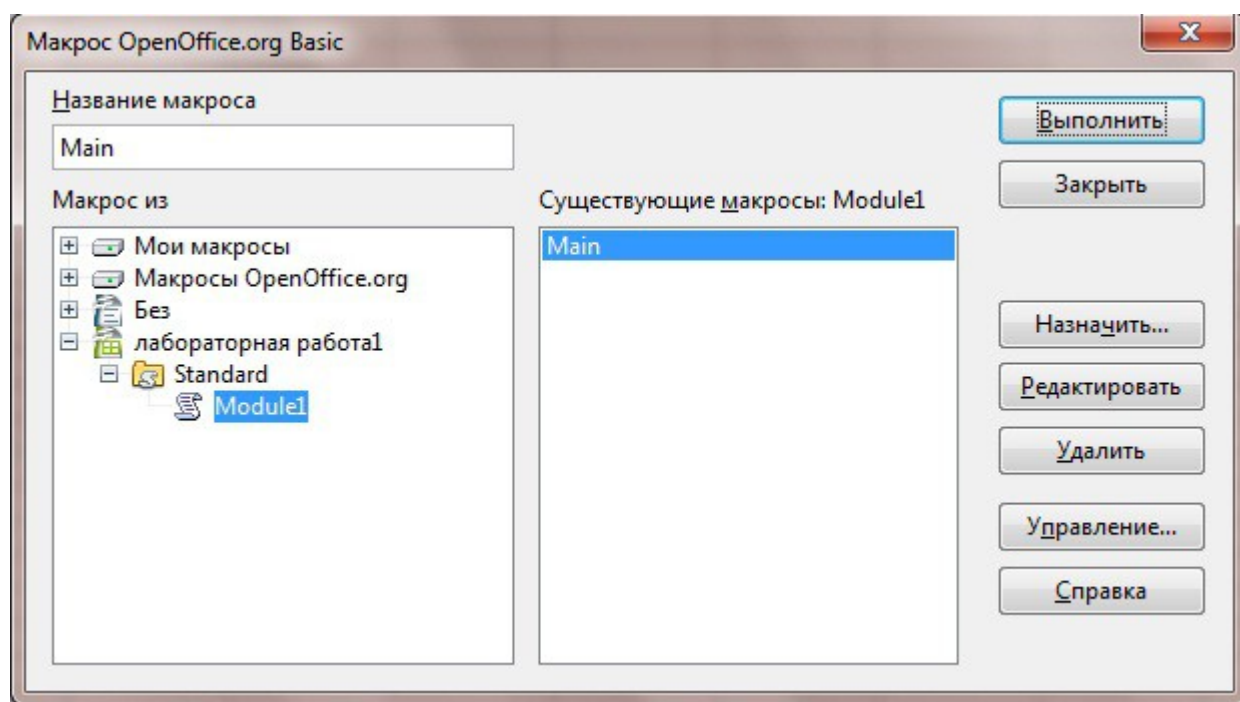 Макрос OpenOffice.org Basic
Название макроса
Main
Макрос из
Мои макросы
Макросы OpenOffice.org
Без
лабораторная работа1
Standard
Module1
Существующие макросы: Module1
Main
Выполнить
Закрыть
Назначить...
Редактировать
Удалить
Управление...
Справка